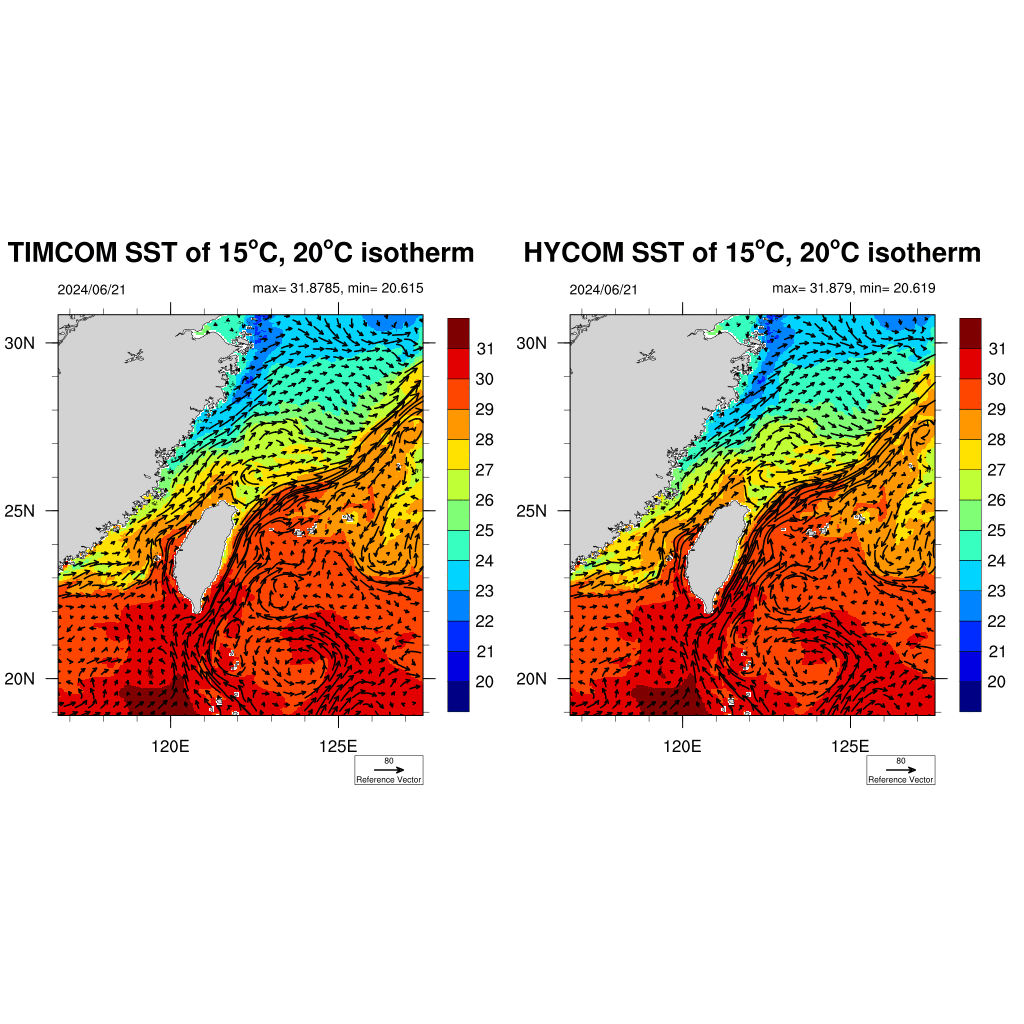 TIMCOM SST of 15°C, 20°C isotherm
2024/06/21
max= 31.8785, min= 20.615
30N
25N
20N
120E
125E
31
30
29
28
27
26
25
24
23
22
21
20
80
Reference Vector
HYCOM SST of 15°C, 20°C isotherm
2024/06/21
max= 31.879, min= 20.619
30N
25N
20N
120E
125E
31
30
29
28
27
26
25
24
23
22
21
20
80
Reference Vector